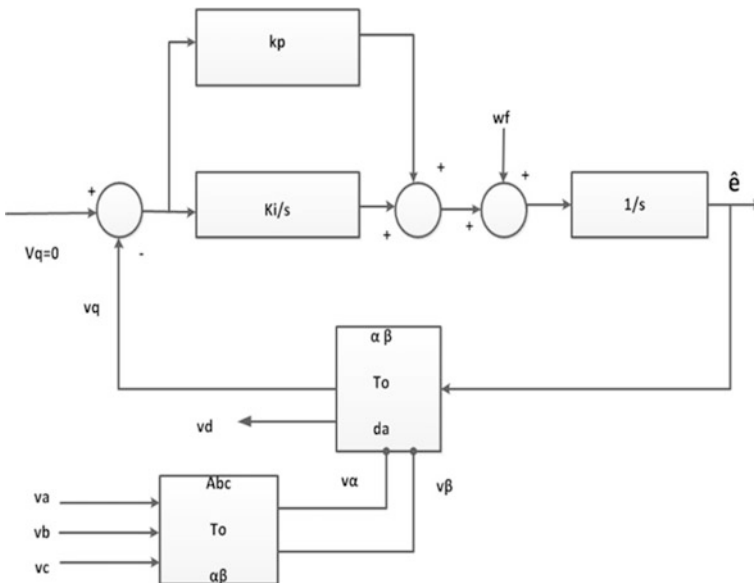 kp
wf
+
+
+
ê
Ki/s
1/s
+
+
Vq=0
-
vq
α β
To
da
vd
vα
vβ
Abc
To
αβ
va
vb
vc